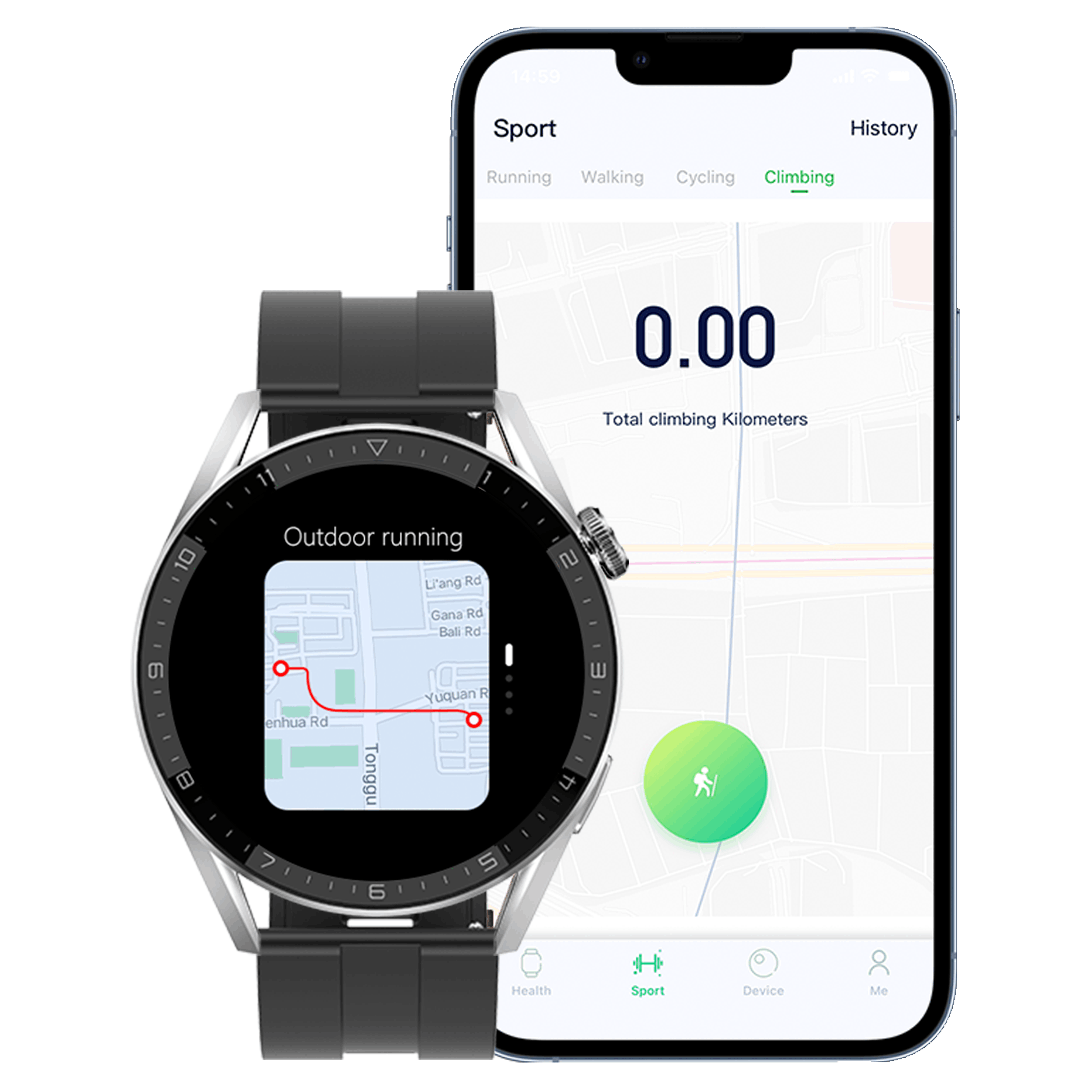 14:59
Sport
History
Running Walking Cycling Climbing
0.00
Total climbing Kilometers
Health Sport Device Me
11
1
10
2
9
3
8
4
7
5
6
Outdoor running
Li'ang Rd
Gana Rd
Bali Rd
Yuquan R
enhua Rd
Tonggu